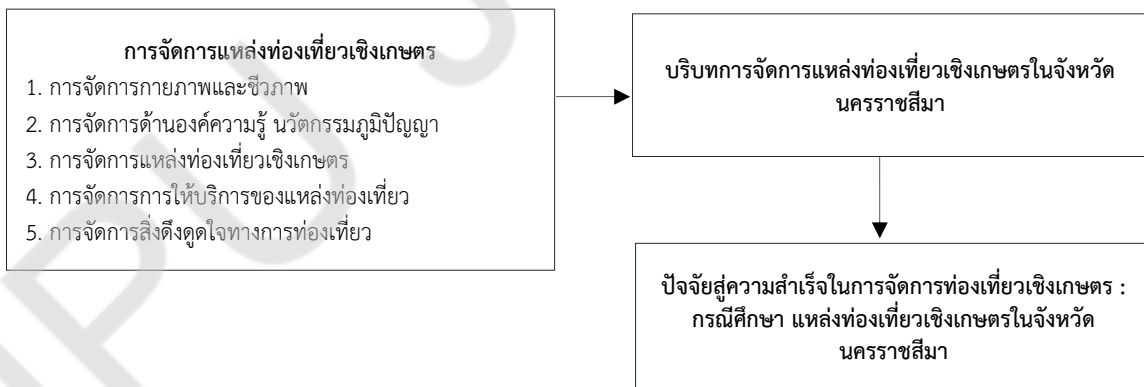 การจัดการแหล่งท่องเที่ยวเชิงเกษตร
1. การจัดการกายภาพและชีวภาพ
2. การจัดการด้านองค์ความรู้ นวัตกรรมภูมิปัญญา
3. การจัดการแหล่งท่องเที่ยวเชิงเกษตร
4. การจัดการการให้บริการของแหล่งท่องเที่ยว
5. การจัดการสิ่งดึงดูดใจทางการท่องเที่ยว
บริบทการจัดการแหล่งท่องเที่ยวเชิงเกษตรในจังหวัด
นครราชสีมา
ปัจจัยสู่ความสำเร็จในการจัดการท่องเที่ยวเชิงเกษตร :
กรณีศึกษา แหล่งท่องเที่ยวเชิงเกษตรในจังหวัด
นครราชสีมา